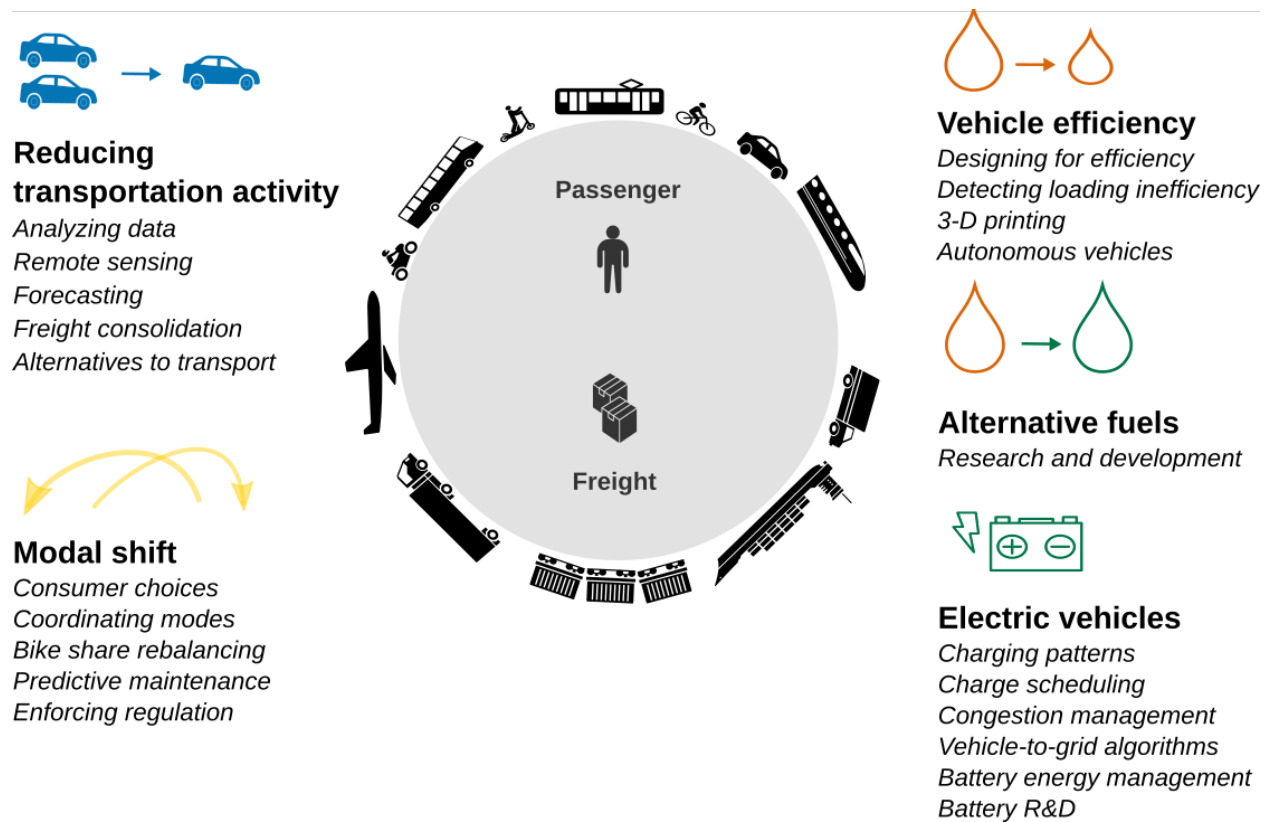 Reducing
transportation activity
Analyzing data
Remote sensing
Forecasting
Freight consolidation
Alternatives to transport
Modal shift
Consumer choices
Coordinating modes
Bike share rebalancing
Predictive maintenance
Enforcing regulation
Passenger
Freight
Vehicle efficiency
Designing for efficiency
Detecting loading inefficiency
3-D printing
Autonomous vehicles
Alternative fuels
Research and development
Electric vehicles
Charging patterns
Charge scheduling
Congestion management
Vehicle-to-grid algorithms
Battery energy management
Battery R&D